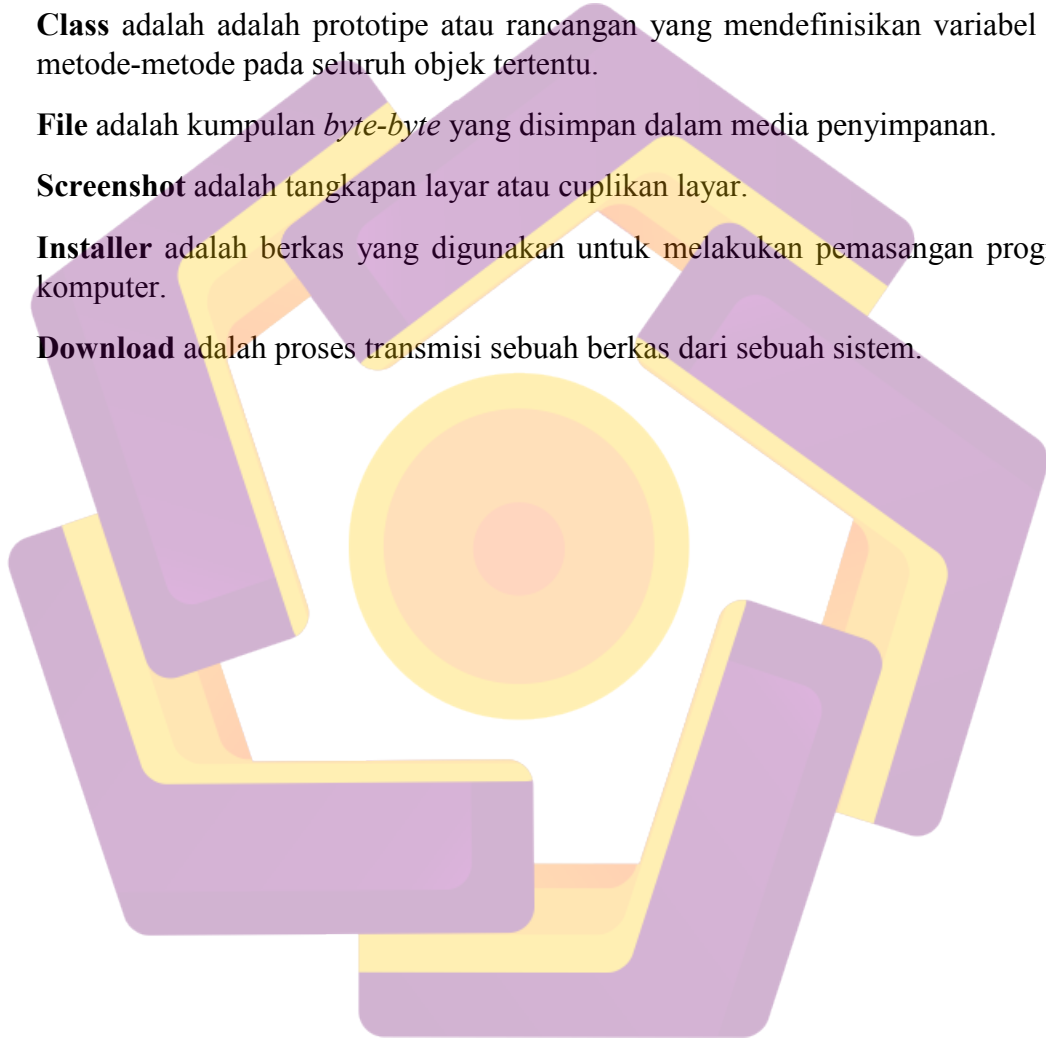 Class adalah adalah prototipe atau rancangan yang mendefinisikan variabel
metode-metode pada seluruh objek tertentu.
File adalah kumpulan byte-byte yang disimpan dalam media penyimpanan.
Screenshot adalah tangkapan layar atau cuplikan layar.
Installer adalah berkas yang digunakan untuk melakukan pemasangan prog
komputer.
Download adalah proses transmisi sebuah berkas dari sebuah sistem.